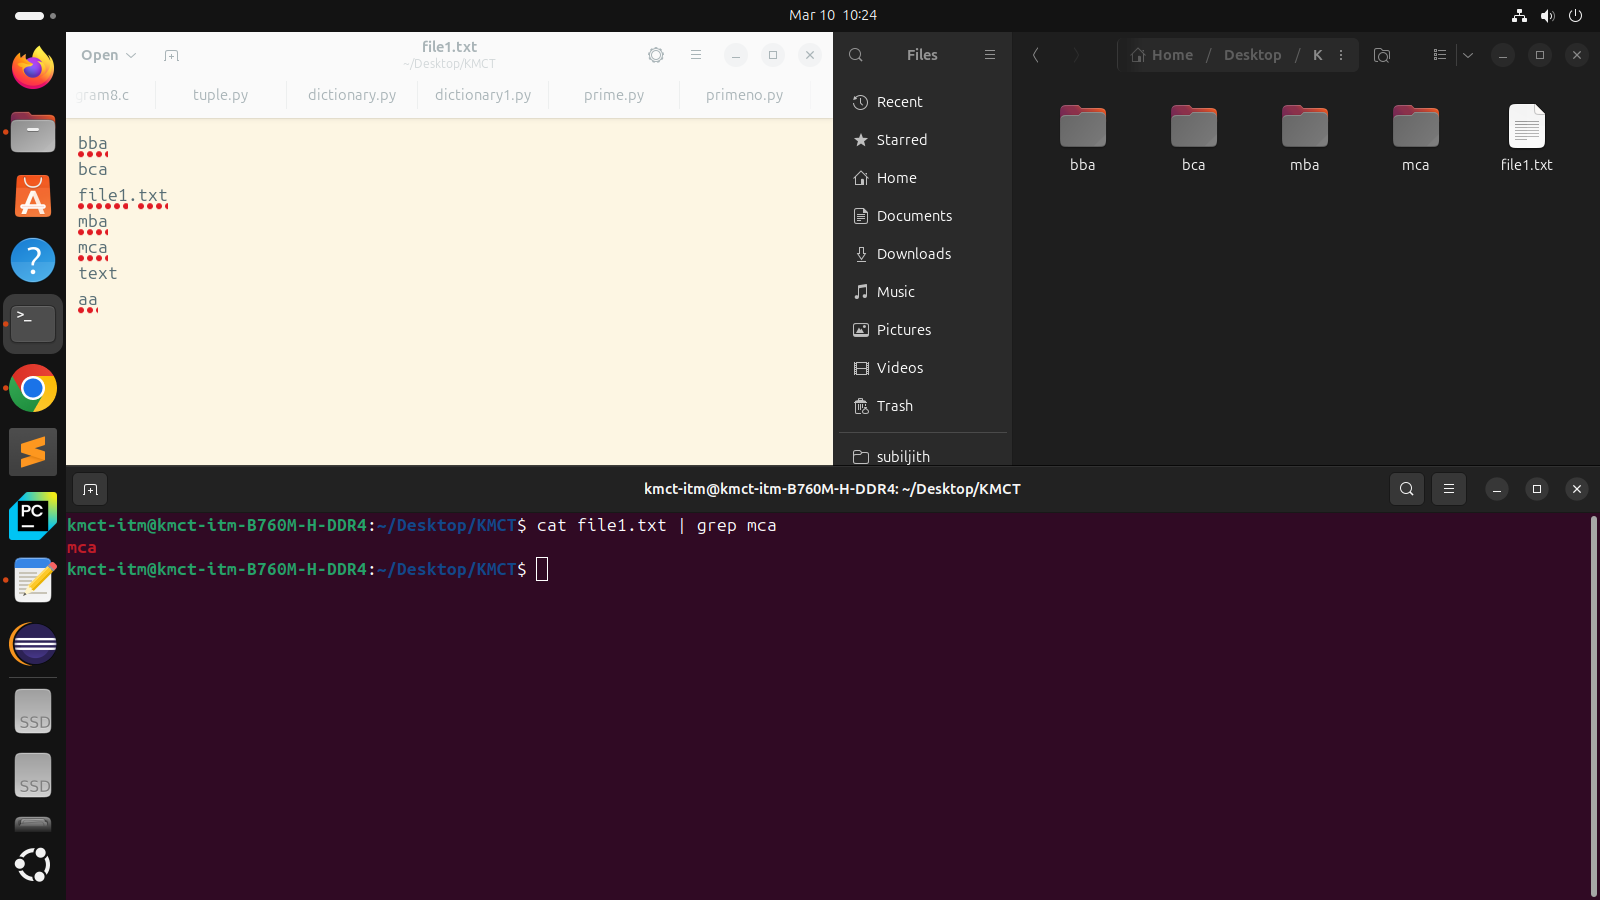 Mar 10 10:24
Open
file1.txt
~/Desktop/KMCT
gram8.c
tuple.py
dictionary.py
dictionary1.py
prime.py
primeno.py
bba
bca
file1.txt
mba
mca
text
aa
Files
Recent
Starred
Home
Documents
Downloads
Music
Pictures
Videos
Trash
subiljith
Home / Desktop / K
bba
bca
mba
mca
file1.txt
kmct-itm@kmct-itm-B760M-H-DDR4: ~/Desktop/KMCT
kmct-itm@kmct-itm-B760M-H-DDR4:~/Desktop/KMCT$ cat file1.txt | grep mca
mca
kmct-itm@kmct-itm-B760M-H-DDR4:~/Desktop/KMCT$
>_
?
PC
SSD
SSD